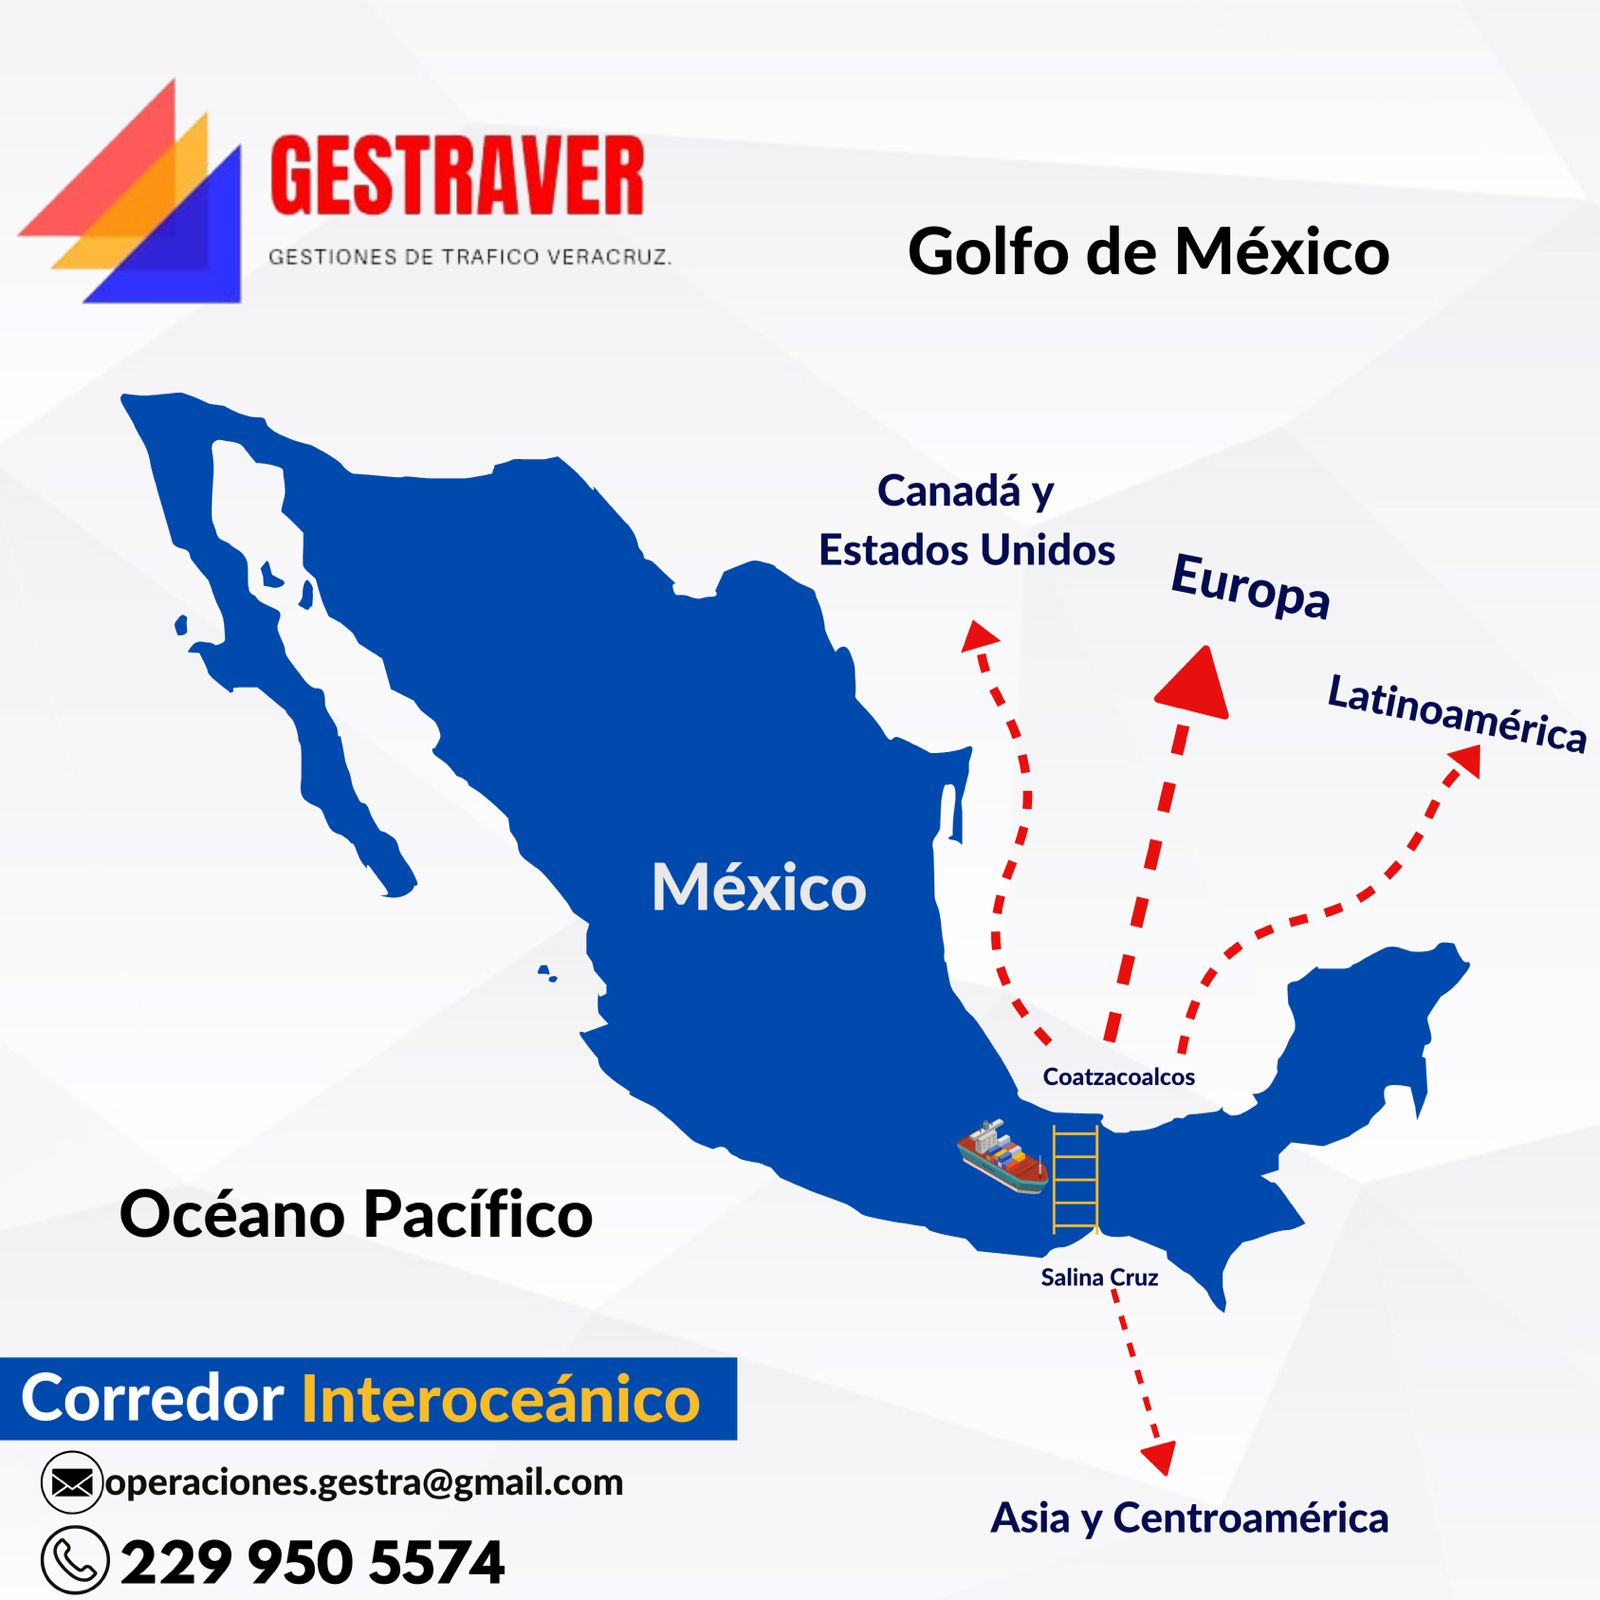 GESTRAVER
GESTIONES DE TRAFICO VERACRUZ.
Golfo de México
Canadá y
Estados Unidos
Europa
Latinoamérica
México
Coatzacoalcos
Océano Pacífico
Salina Cruz
Corredor Interoceánico
operaciones.gestra@gmail.com
229 950 5574
Asia y Centroamérica